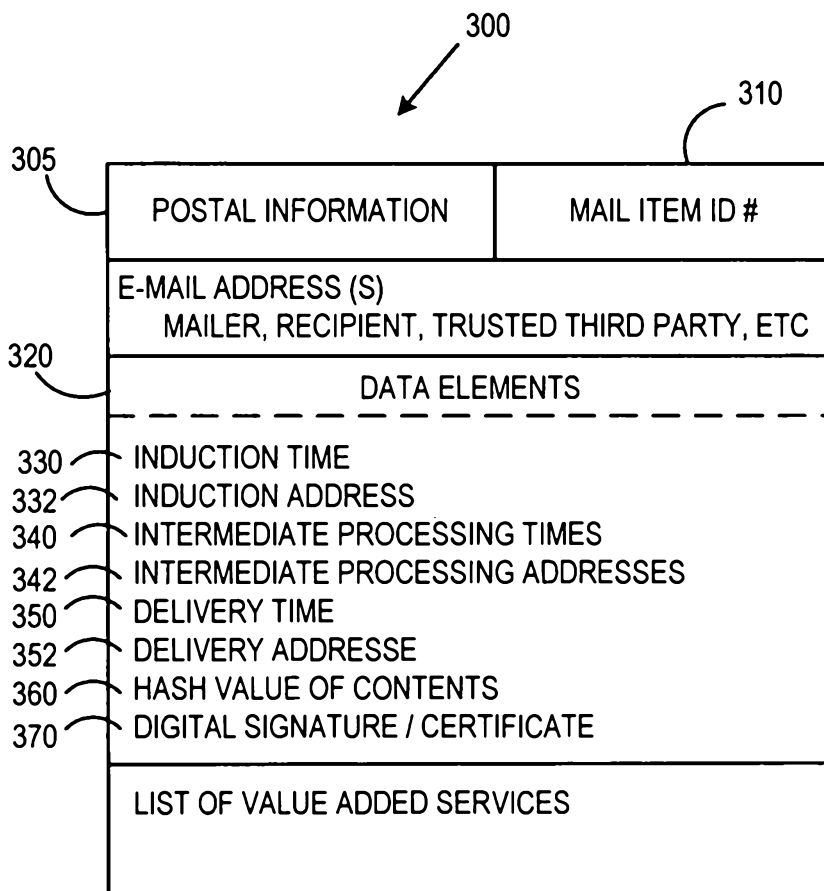 300
310
305
POSTAL INFORMATION
MAIL ITEM ID #
E-MAIL ADDRESS (S)
MAILER, RECIPIENT, TRUSTED THIRD PARTY, ETC
320
DATA ELEMENTS
330 INDUCTION TIME
332 INDUCTION ADDRESS
340 INTERMEDIATE PROCESSING TIMES
342 INTERMEDIATE PROCESSING ADDRESSES
350 DELIVERY TIME
352 DELIVERY ADDRESSE
360 HASH VALUE OF CONTENTS
370 DIGITAL SIGNATURE / CERTIFICATE
LIST OF VALUE ADDED SERVICES